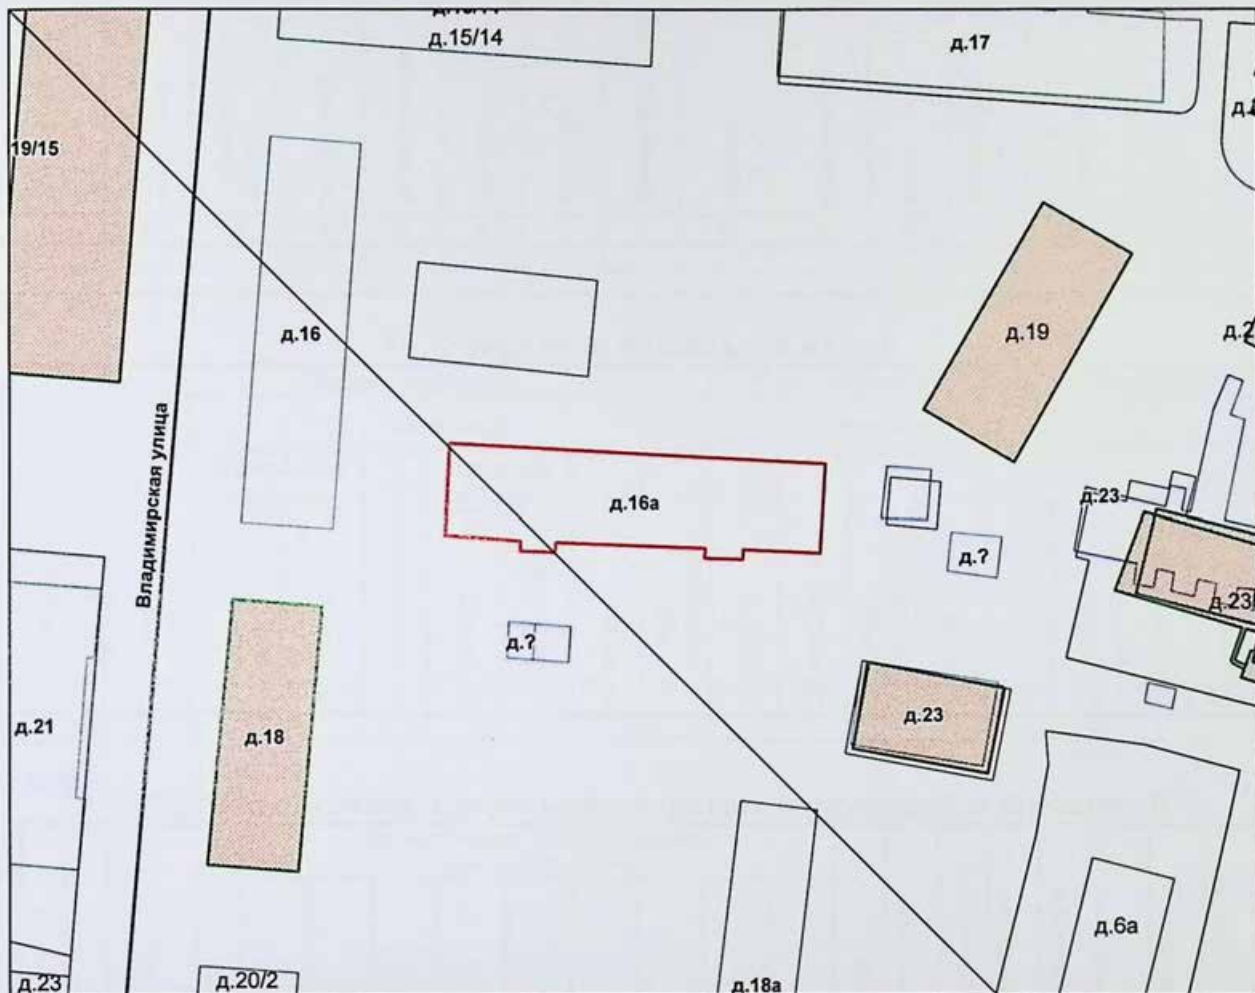 д.15/14
д.17
19/15
д.16
д.19
д.16а
д.23
д.?
д.23
Владимирская улица
д.?
д.21
д.18
д.23
д.6а
д.23
д.20/2
д.18а